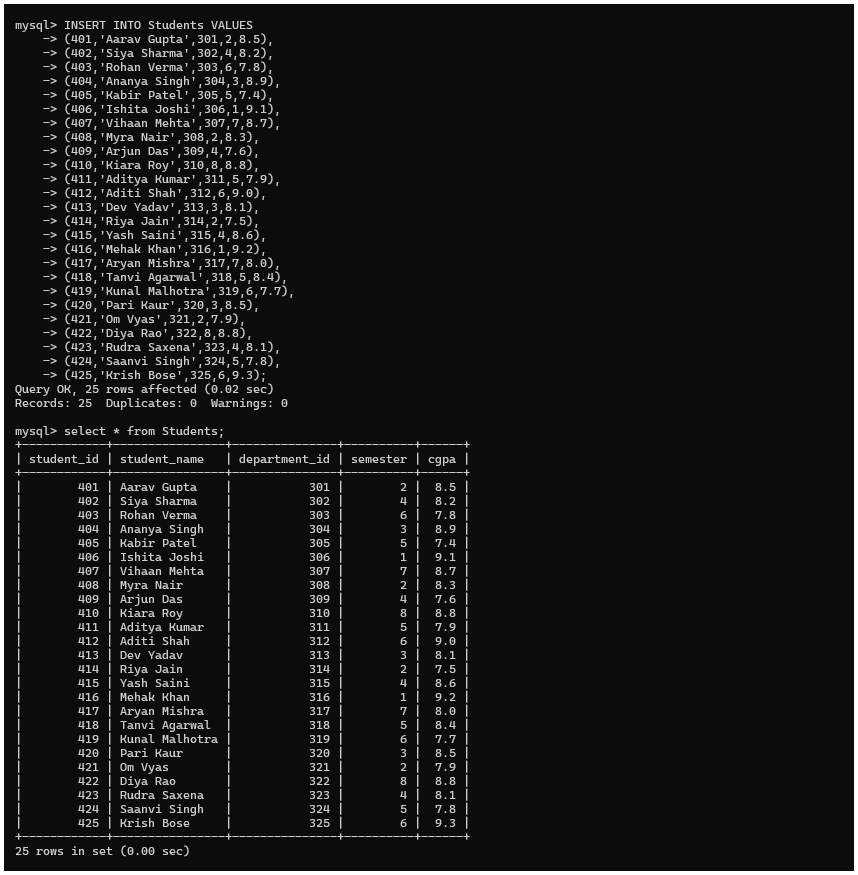 mysql> INSERT INTO Students VALUES
    -> (401,'Aarav Gupta',301,2,8.5),
    -> (402,'Siya Sharma',302,4,8.2),
    -> (403,'Rohan Verma',303,6,7.8),
    -> (404,'Ananya Singh',304,3,8.9),
    -> (405,'Kabir Patel',305,5,7.4),
    -> (406,'Ishita Joshi',306,1,9.1),
    -> (407,'Vihaan Mehta',307,7,8.7),
    -> (408,'Myra Nair',308,2,8.3),
    -> (409,'Arjun Das',309,4,7.6),
    -> (410,'Kiara Roy',310,8,8.8),
    -> (411,'Aditya Kumar',311,5,7.9),
    -> (412,'Aditi Shah',312,6,9.0),
    -> (413,'Dev Yadav',313,3,8.1),
    -> (414,'Riya Jain',314,2,7.5),
    -> (415,'Yash Saini',315,4,8.6),
    -> (416,'Mehak Khan',316,1,9.2),
    -> (417,'Aryan Mishra',317,7,8.0),
    -> (418,'Tanvi Agarwal',318,5,8.4),
    -> (419,'Kunal Malhotra',319,6,7.7),
    -> (420,'Pari Kaur',320,3,8.5),
    -> (421,'Om Vyas',321,2,7.9),
    -> (422,'Diya Rao',322,8,8.8),
    -> (423,'Rudra Saxena',323,4,8.1),
    -> (424,'Saanvi Singh',324,5,7.8),
    -> (425,'Krish Bose',325,6,9.3);
Query OK, 25 rows affected (0.02 sec)
Records: 25  Duplicates: 0  Warnings: 0

mysql> select * from Students;
+------------+----------------+---------------+----------+------+
| student_id | student_name   | department_id | semester | cgpa |
+------------+----------------+---------------+----------+------+
|        401 | Aarav Gupta    |           301 |        2 |  8.5 |
|        402 | Siya Sharma    |           302 |        4 |  8.2 |
|        403 | Rohan Verma    |           303 |        6 |  7.8 |
|        404 | Ananya Singh   |           304 |        3 |  8.9 |
|        405 | Kabir Patel    |           305 |        5 |  7.4 |
|        406 | Ishita Joshi   |           306 |        1 |  9.1 |
|        407 | Vihaan Mehta   |           307 |        7 |  8.7 |
|        408 | Myra Nair      |           308 |        2 |  8.3 |
|        409 | Arjun Das      |           309 |        4 |  7.6 |
|        410 | Kiara Roy      |           310 |        8 |  8.8 |
|        411 | Aditya Kumar   |           311 |        5 |  7.9 |
|        412 | Aditi Shah     |           312 |        6 |  9.0 |
|        413 | Dev Yadav      |           313 |        3 |  8.1 |
|        414 | Riya Jain      |           314 |        2 |  7.5 |
|        415 | Yash Saini     |           315 |        4 |  8.6 |
|        416 | Mehak Khan     |           316 |        1 |  9.2 |
|        417 | Aryan Mishra   |           317 |        7 |  8.0 |
|        418 | Tanvi Agarwal  |           318 |        5 |  8.4 |
|        419 | Kunal Malhotra |           319 |        6 |  7.7 |
|        420 | Pari Kaur      |           320 |        3 |  8.5 |
|        421 | Om Vyas        |           321 |        2 |  7.9 |
|        422 | Diya Rao       |           322 |        8 |  8.8 |
|        423 | Rudra Saxena   |           323 |        4 |  8.1 |
|        424 | Saanvi Singh   |           324 |        5 |  7.8 |
|        425 | Krish Bose     |           325 |        6 |  9.3 |
+------------+----------------+---------------+----------+------+
25 rows in set (0.00 sec)